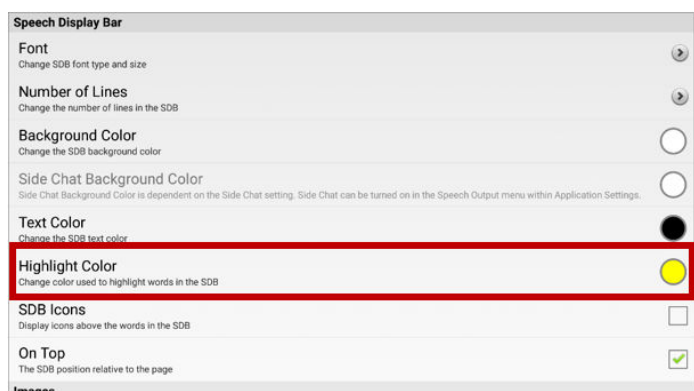 Speech Display Bar
Font
Change SDB font type and size
Number of Lines
Change the number of lines in the SDB
Background Color
Change the SDB background color
Side Chat Background Color
Side Chat Background Color is dependent on the Side Chat setting. Side Chat can be turned on in the Speech Output menu within Application Settings.
Text Color
Change the SDB text color
Highlight Color
Change color used to highlight words in the SDB
SDB Icons
Display icons above the words in the SDB
On Top
The SDB position relative to the page
Images